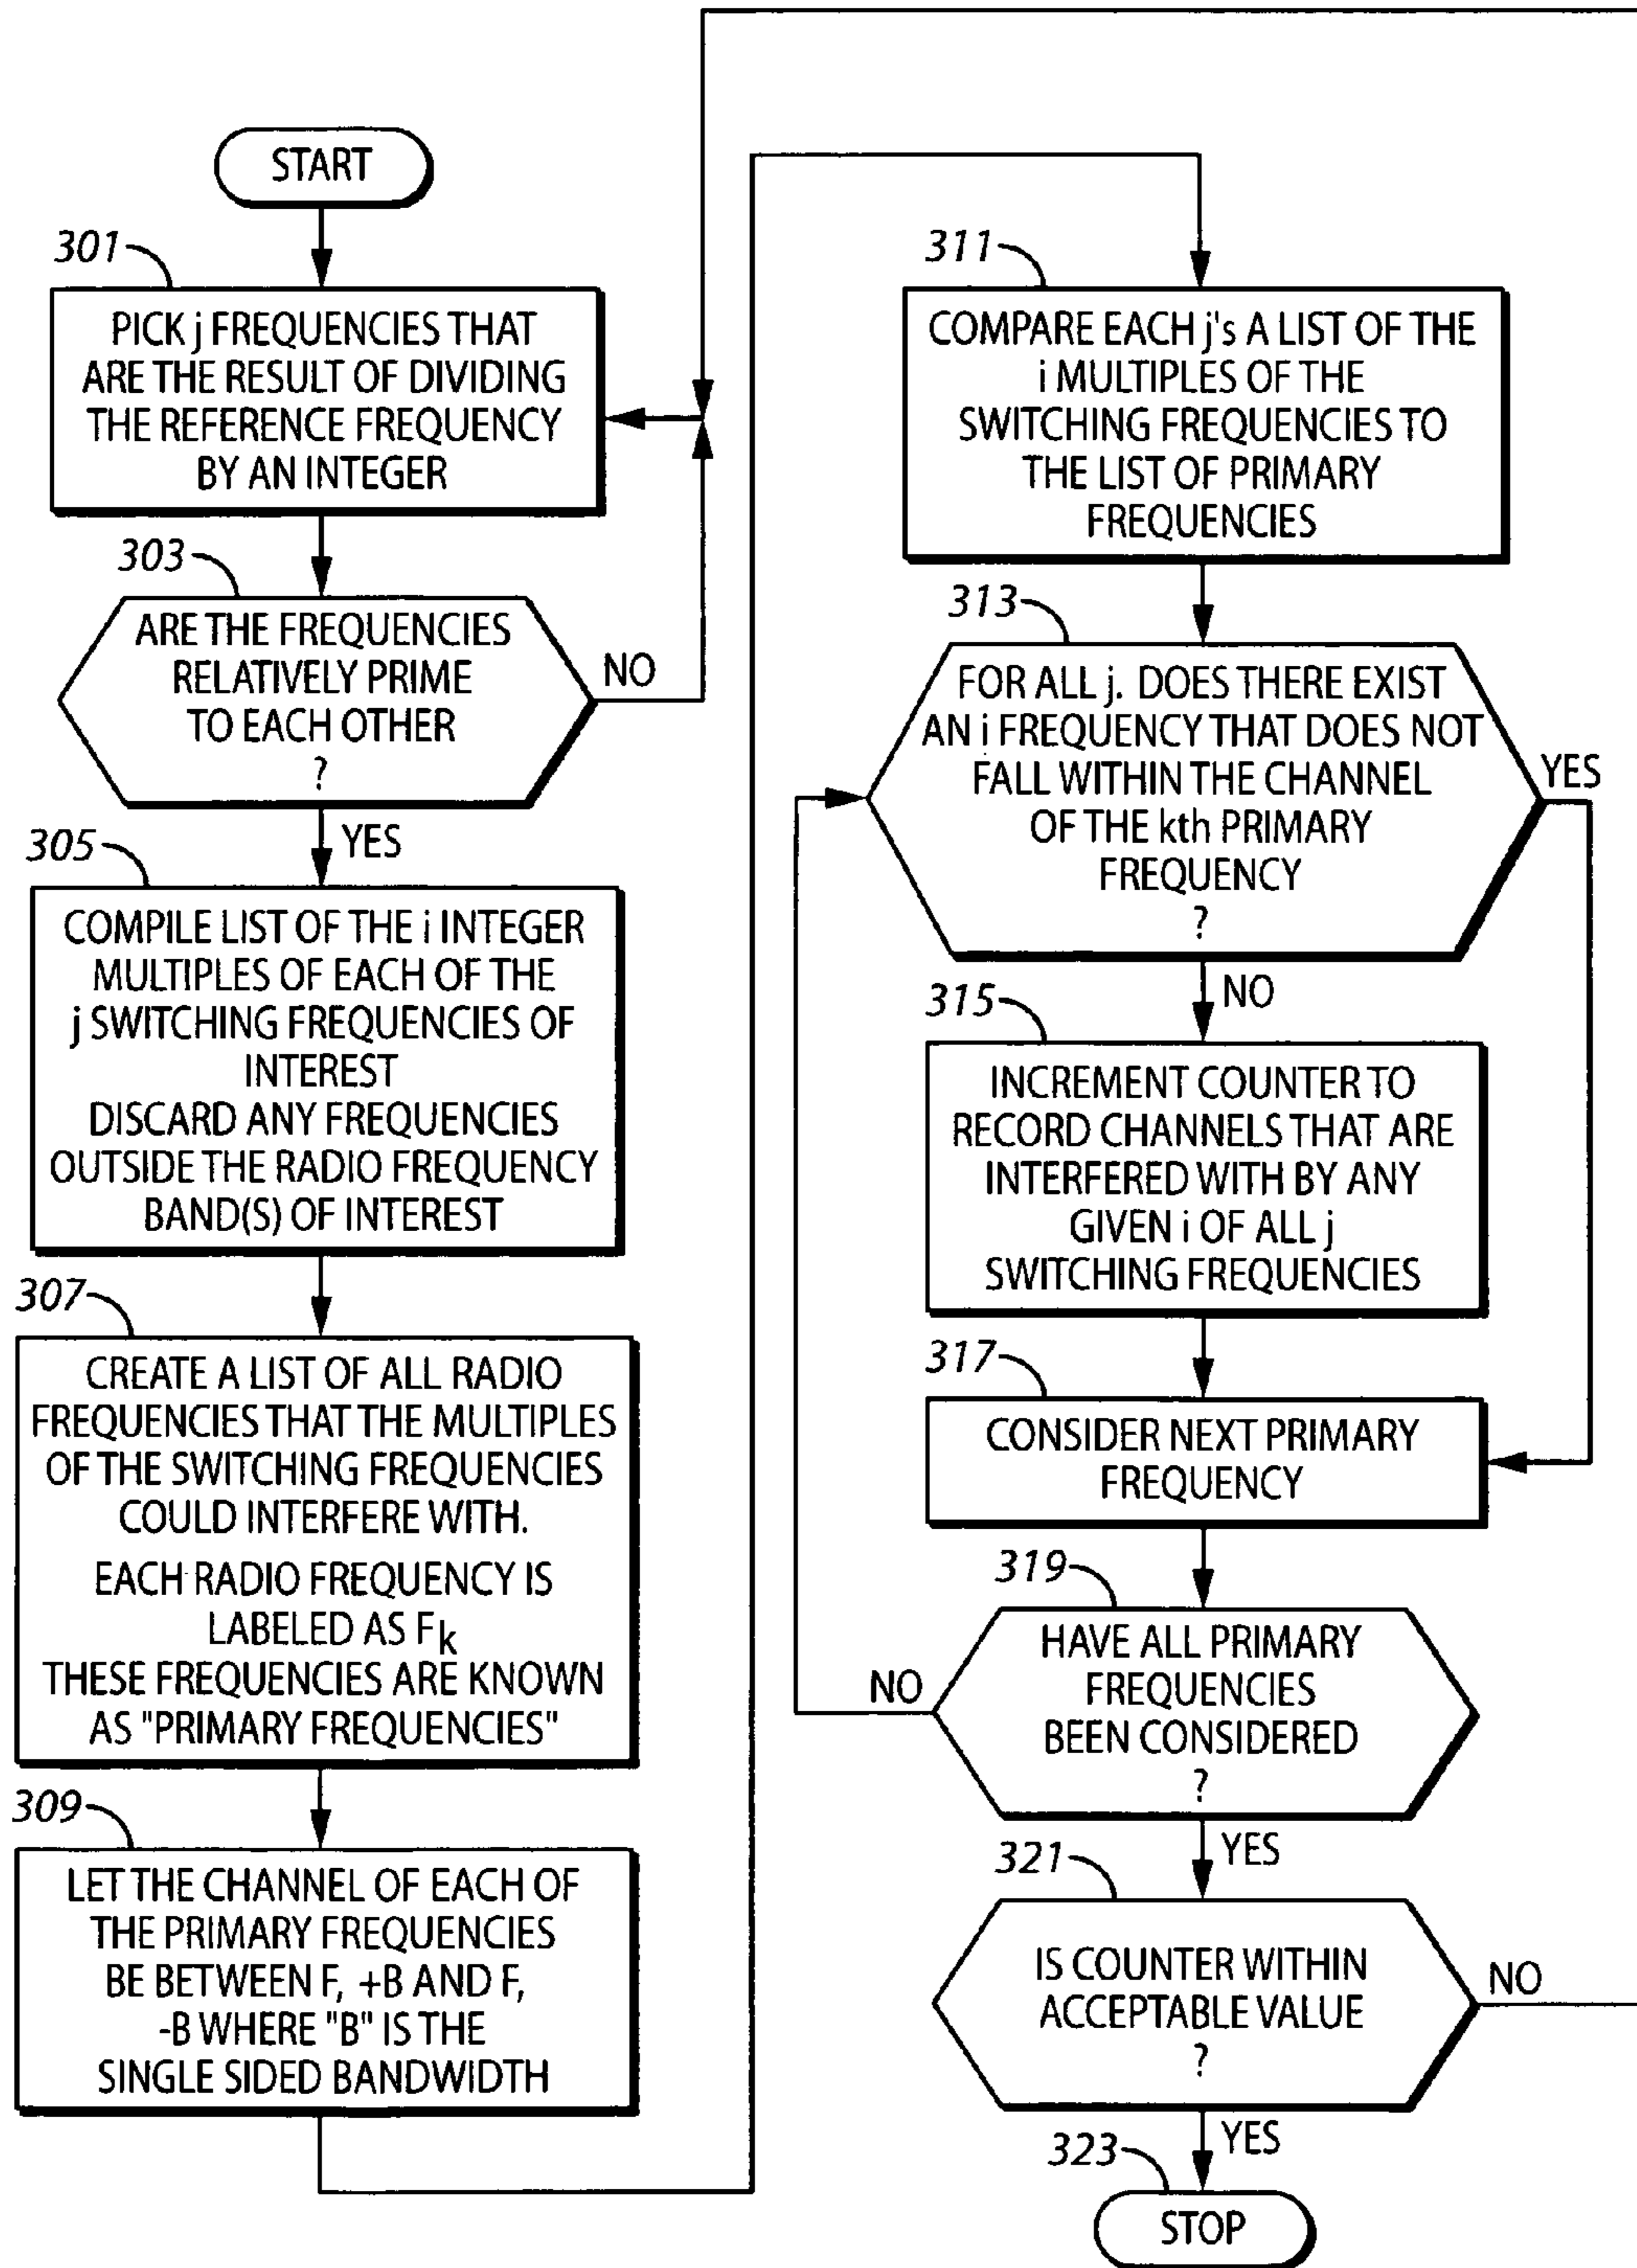 START
301
PICK j FREQUENCIES THAT
ARE THE RESULT OF DIVIDING
THE REFERENCE FREQUENCY
BY AN INTEGER
303
ARE THE FREQUENCIES
RELATIVELY PRIME
TO EACH OTHER
?
NO
YES
305
COMPILE LIST OF THE i INTEGER
MULTIPLES OF EACH OF THE
j SWITCHING FREQUENCIES OF
INTEREST
DISCARD ANY FREQUENCIES
OUTSIDE THE RADIO FREQUENCY
BAND(S) OF INTEREST
307
CREATE A LIST OF ALL RADIO
FREQUENCIES THAT THE MULTIPLES
OF THE SWITCHING FREQUENCIES
COULD INTERFERE WITH.
EACH RADIO FREQUENCY IS
LABELED AS Fk
THESE FREQUENCIES ARE KNOWN
AS "PRIMARY FREQUENCIES"
309
LET THE CHANNEL OF EACH OF
THE PRIMARY FREQUENCIES
BE BETWEEN F, +B AND F,
-B WHERE "B" IS THE
SINGLE SIDED BANDWIDTH
311
COMPARE EACH j's A LIST OF THE
i MULTIPLES OF THE
SWITCHING FREQUENCIES TO
THE LIST OF PRIMARY
FREQUENCIES
313
FOR ALL j. DOES THERE EXIST
AN i FREQUENCY THAT DOES NOT
FALL WITHIN THE CHANNEL
OF THE kth PRIMARY
FREQUENCY
?
YES
NO
315
INCREMENT COUNTER TO
RECORD CHANNELS THAT ARE
INTERFERED WITH BY ANY
GIVEN i OF ALL j
SWITCHING FREQUENCIES
317
CONSIDER NEXT PRIMARY
FREQUENCY
319
HAVE ALL PRIMARY
FREQUENCIES
BEEN CONSIDERED
?
NO
YES
321
IS COUNTER WITHIN
ACCEPTABLE VALUE
?
NO
YES
323
STOP